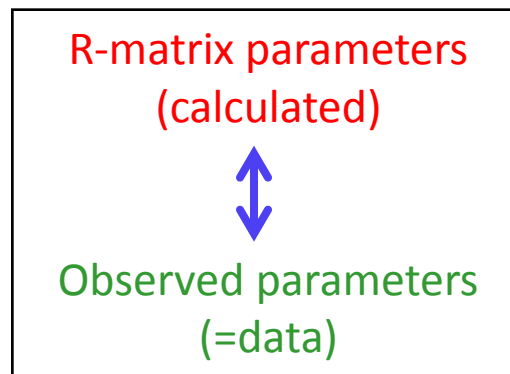 R-matrix parameters
(calculated)
Observed parameters
(=data)